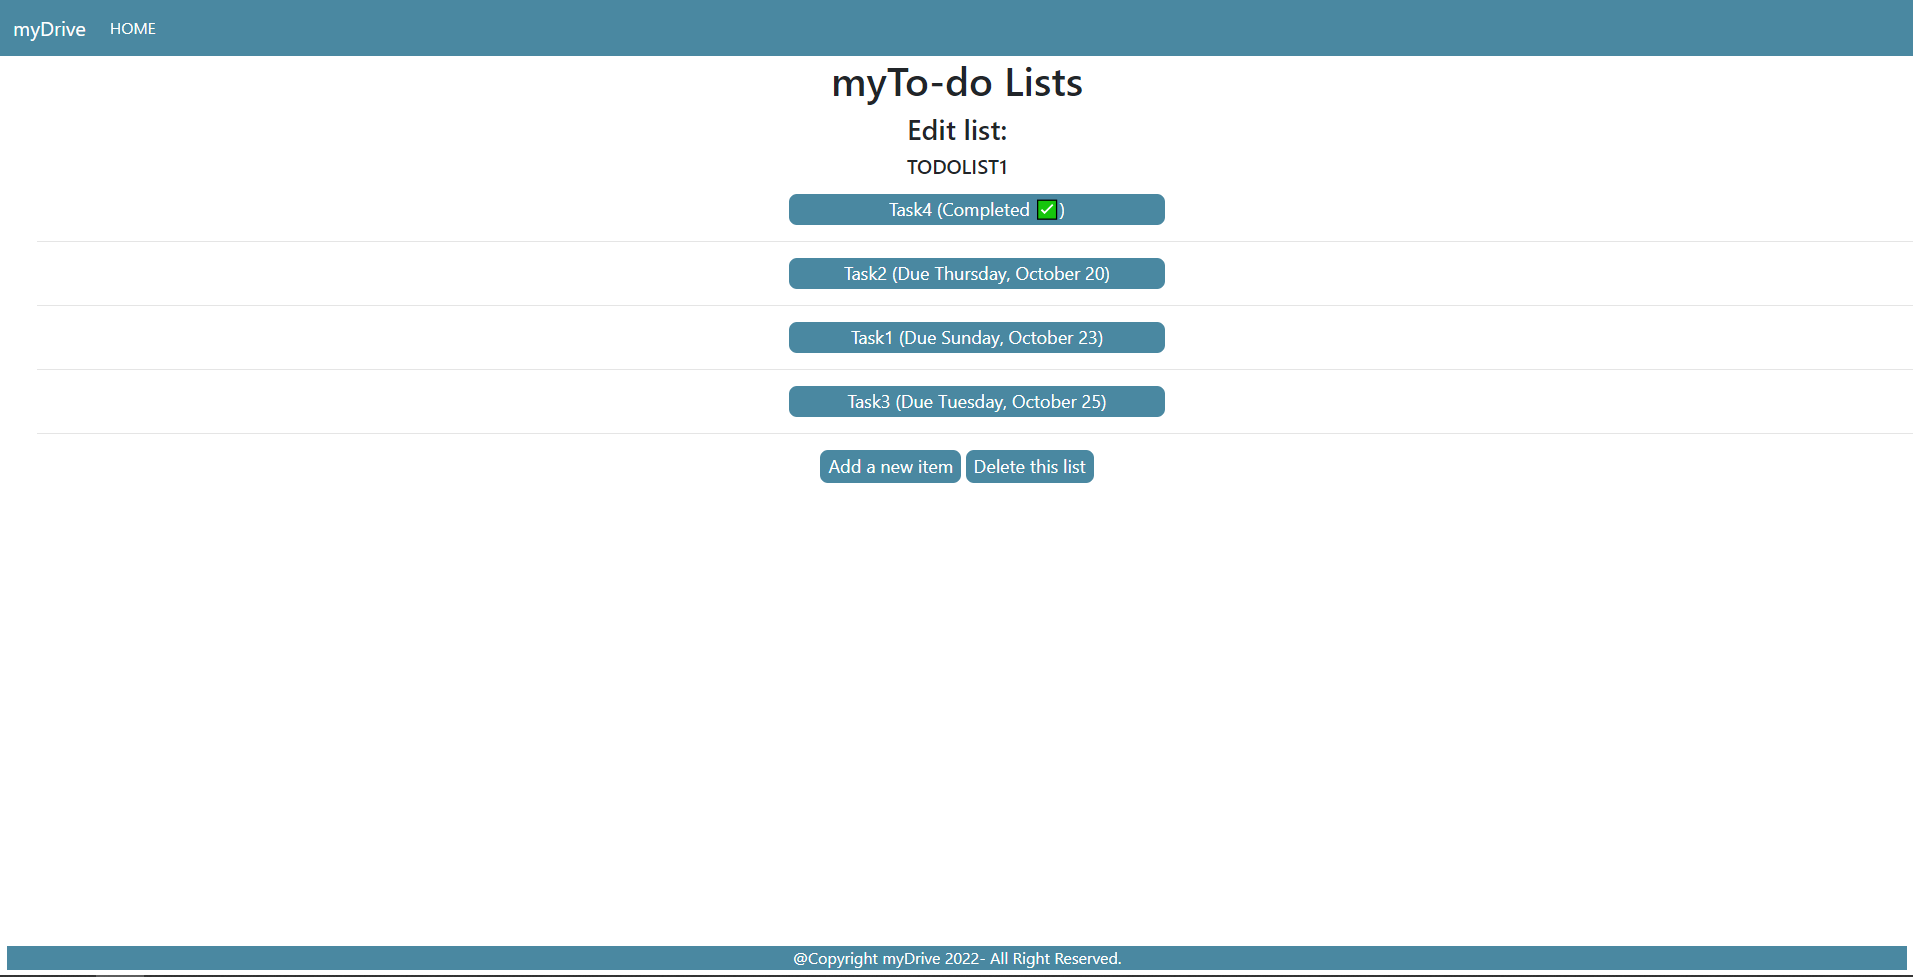 myDrive HOME
myTo-do Lists
Edit list:
TODOLIST1
Task4 (Completed ✅)
Task2 (Due Thursday, October 20)
Task1 (Due Sunday, October 23)
Task3 (Due Tuesday, October 25)
Add a new item Delete this list
@Copyright myDrive 2022- All Right Reserved.